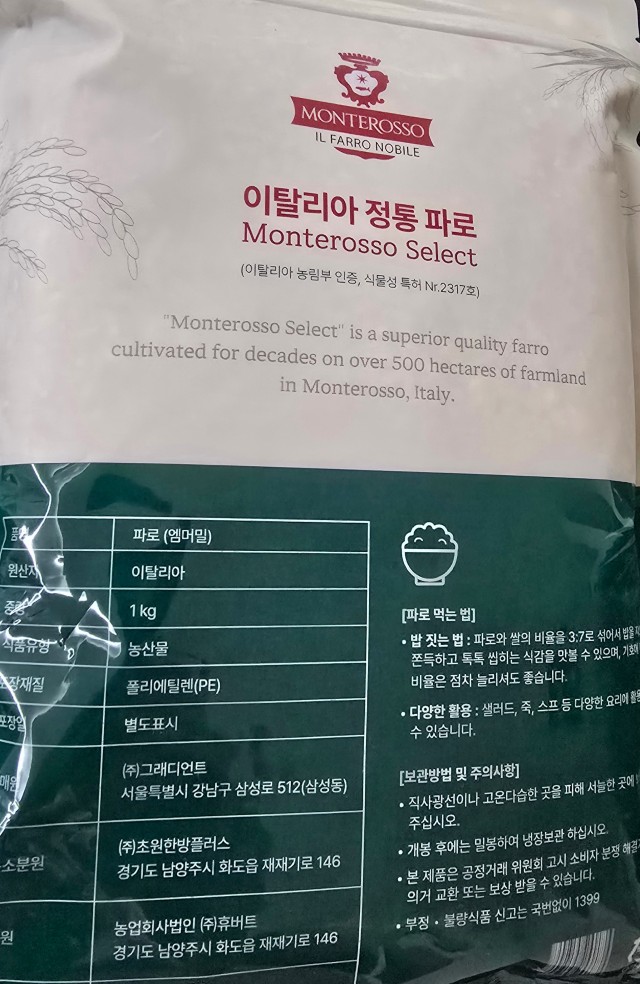 MONTEROSSO
IL FARRO NOBILE
이탈리아 정통 파로
Monterosso Select
(이탈리아 농림부 인증, 식물성 특허 Nr.2317호)
"Monterosso Select" is a superior quality farro
cultivated for decades on over 500 hectares of farmland
in Monterosso, Italy.
파로 (엠머밀)
원산지 이탈리아
중량 1 kg
식품유형 농산물
포장재질 폴리에틸렌(PE)
포장일 별도표시
매원 (주)그래디언트
서울특별시 강남구 삼성로 512(삼성동)
소분원 (주)초원한방플러스
경기도 남양주시 화도읍 재재기로 146
원 농업회사법인 (주)휴버트
경기도 남양주시 화도읍 재재기로 146
[파로 먹는 법]
• 밥 짓는 법 : 파로와 쌀의 비율을 3:7로 섞어서 밥을
쫀득하고 톡톡 씹히는 식감을 맛볼 수 있으며,
비율은 점차 늘리셔도 좋습니다.
• 다양한 활용 : 샐러드, 죽, 스프 등 다양한 요리에
수 있습니다.
[보관방법 및 주의사항]
• 직사광선이나 고온다습한 곳을 피해 서늘한 곳에
주십시오.
• 개봉 후에는 밀봉하여 냉장보관 하십시오.
• 본 제품은 공정거래 위원회 고시 소비자 분쟁
의거 교환 또는 보상 받을 수 있습니다.
• 부정 • 불량식품 신고는 국번없이 1399